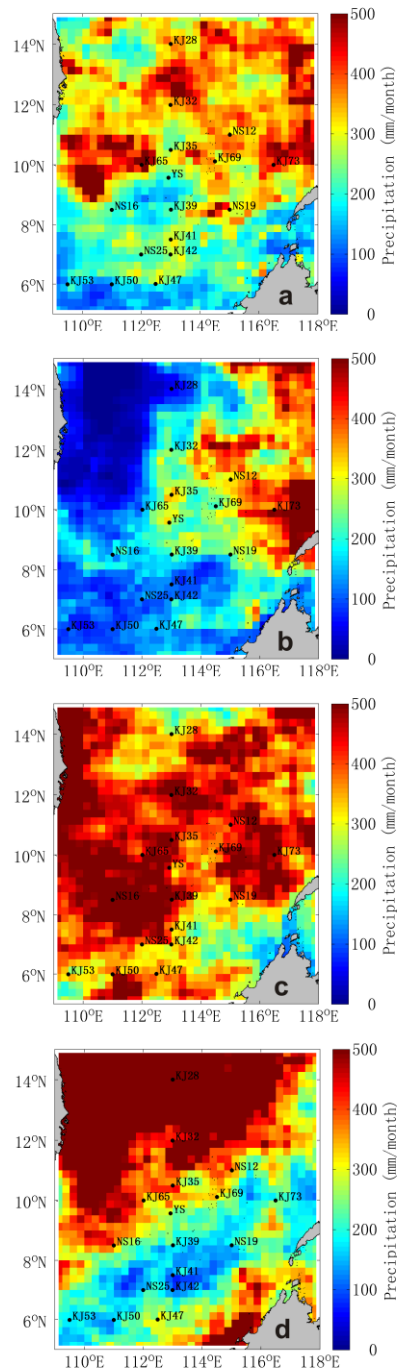 14°N
12°N
10°N
8°N
6°N
KJ28
KJ32
KJ35
NS12
KJ65
KJ69
KJ73
YS
NS16
KJ39
NS19
KJ41
NS25
KJ42
KJ53
KJ50
KJ47
a
110°E 112°E 114°E 116°E 118°E
500
400
300
200
100
0
Precipitation (mm/month)
14°N
12°N
10°N
8°N
6°N
KJ28
KJ32
KJ35
NS12
KJ65
KJ69
KJ73
YS
NS16
KJ39
NS19
KJ41
NS25
KJ42
KJ53
KJ50
KJ47
b
110°E 112°E 114°E 116°E 118°E
500
400
300
200
100
0
Precipitation (mm/month)
14°N
12°N
10°N
8°N
6°N
KJ28
KJ32
KJ35
NS12
KJ65
KJ69
KJ73
YS
NS16
KJ39
NS19
KJ41
NS25
KJ42
KJ53
KJ50
KJ47
c
110°E 112°E 114°E 116°E 118°E
500
400
300
200
100
0
Precipitation (mm/month)
14°N
12°N
10°N
8°N
6°N
KJ28
KJ32
KJ35
NS12
KJ65
KJ69
KJ73
YS
NS16
KJ39
NS19
KJ41
NS25
KJ42
KJ53
KJ50
KJ47
d
110°E 112°E 114°E 116°E 118°E
500
400
300
200
100
0
Precipitation (mm/month)